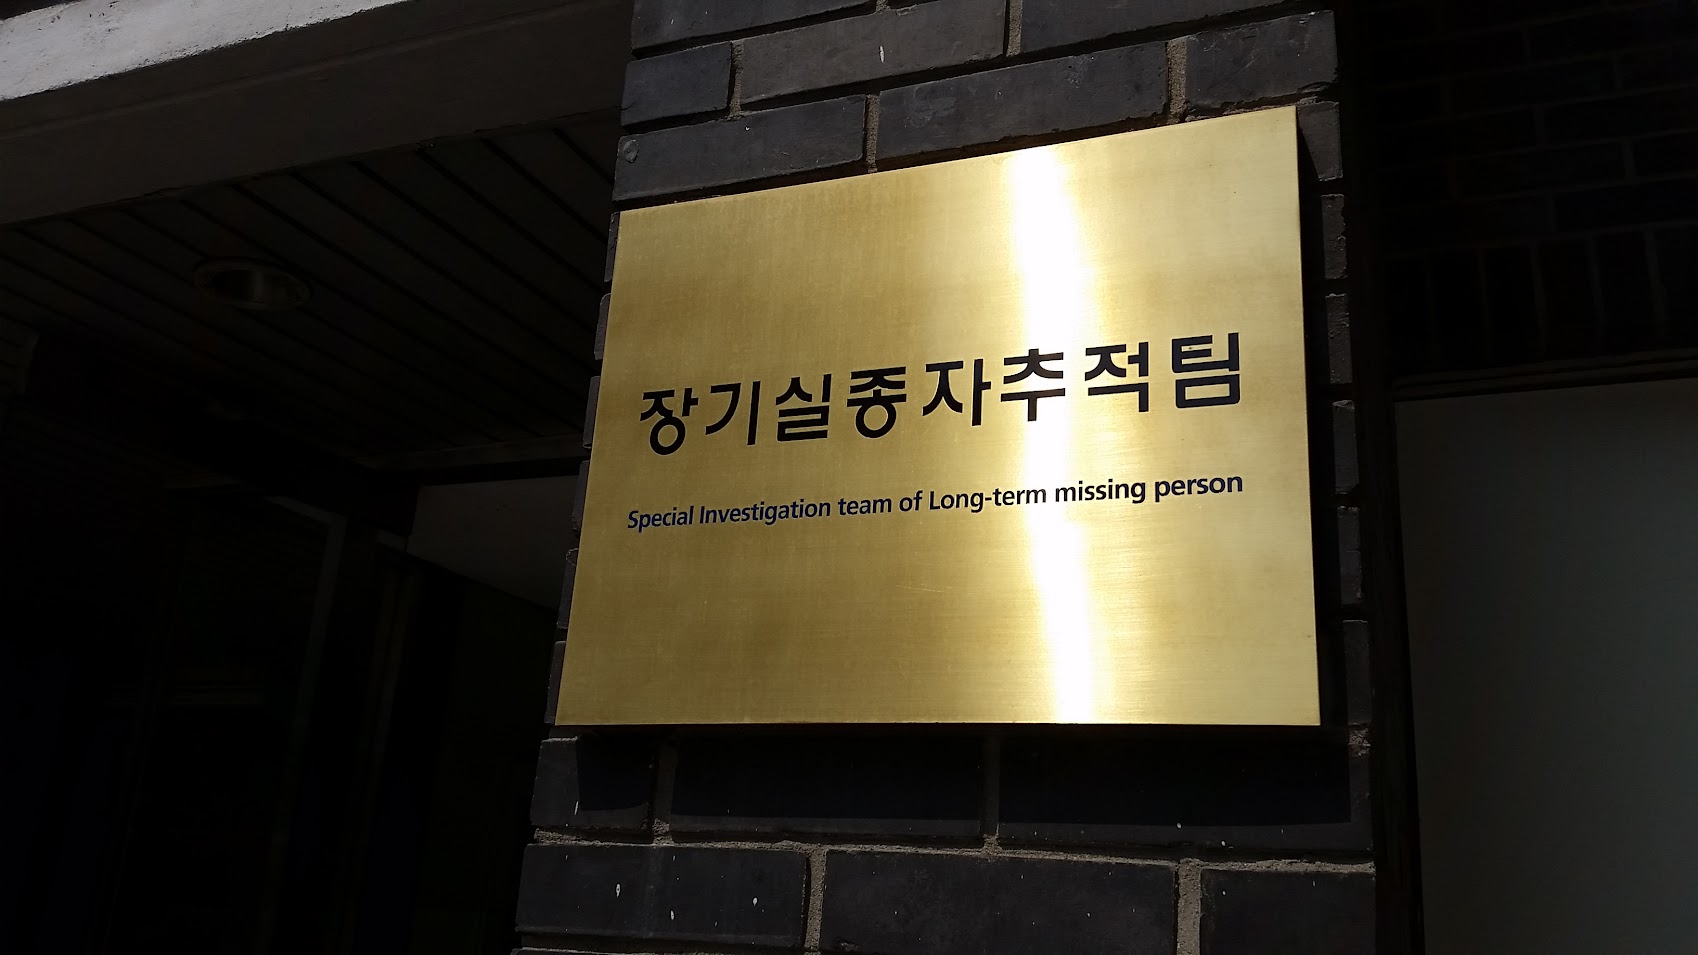 장기실종자추적팀
Special Investigation team of Long-term missing person